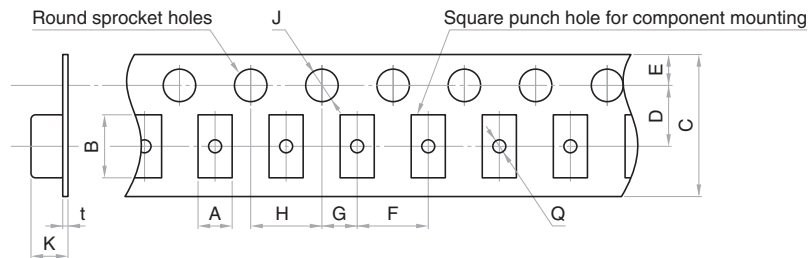 Round sprocket holes
J
Square punch hole for component mounting
E
D
C
B
t
K
A
H
G
F
Q